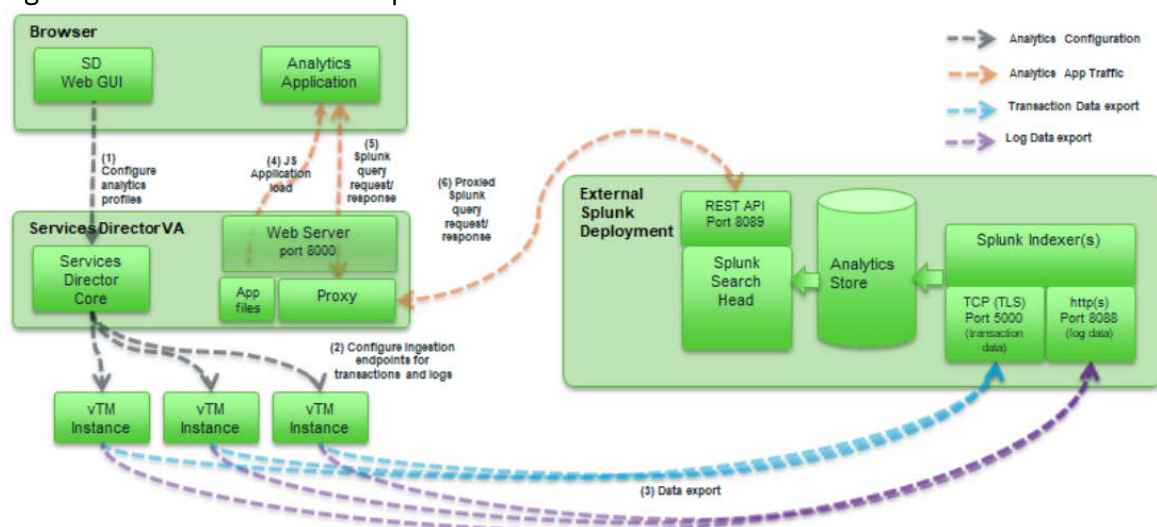 Browser
SD
Web GUI
Analytics
Application
Analytics Configuration
Analytics App Traffic
Transaction Data export
Log Data export
(1)
Configure
analytics
profiles
(4) JS
Application
load
(5)
Splunk
query
request/
response
(6) Proxied
Splunk
query
request/
response
Services Director VA
Services
Director
Core
Web Server
port 8000
App
files
Proxy
External
Splunk
Deployment
REST API
Port 8089
Splunk
Search
Head
Analytics
Store
Splunk Indexer(s)
TCP (TLS)
Port 5000
(transaction
data)
http(s)
Port 8088
(log data)
(2) Configure ingestion
endpoints for
transactions and logs
vTM
Instance
vTM
Instance
vTM
Instance
(3) Data export